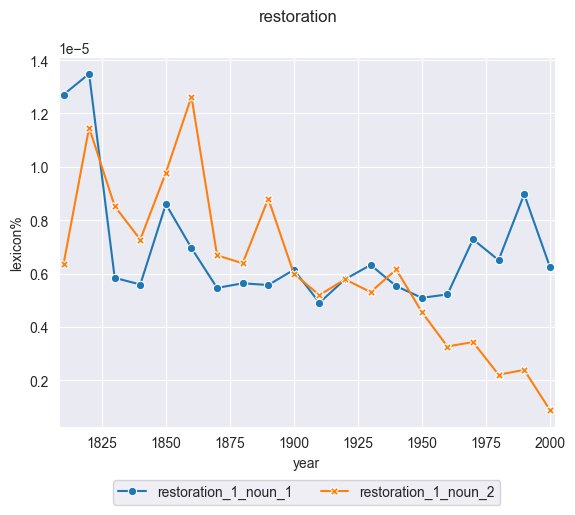 restoration
1e−5
1.4
1.2
1.0
0.8
0.6
0.4
0.2
lexicon%
1825 1850 1875 1900 1925 1950 1975 2000
year
restoration_1_noun_1 restoration_1_noun_2